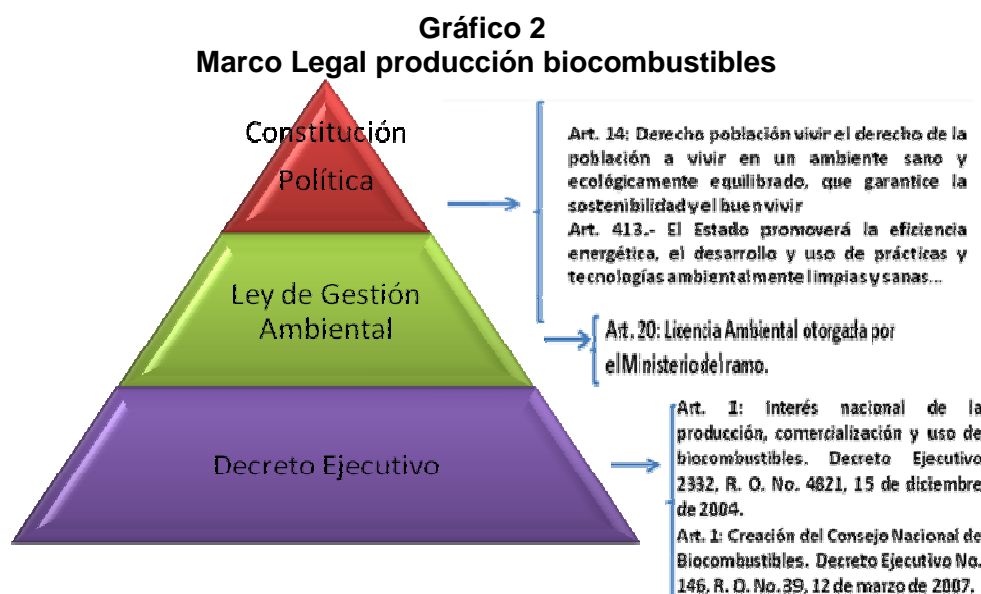 Gráfico 2
Marco Legal producción biocombustibles
Constitución
Política
Art. 14: Derecho población vivir el derecho de la
población a vivir en un ambiente sano y
ecológicamente equilibrado, que garantice la
sostenibilidad y el buen vivir
Art. 413.- El Estado promoverá la eficiencia
energética, el desarrollo y uso de prácticas y
tecnologías ambientalmente limpias y sanas...
Ley de Gestión
Ambiental
Art. 20: Licencia Ambiental otorgada por
el Ministerio del ramo.
Decreto Ejecutivo
Art. 1: Interés nacional de la
producción, comercialización y uso de
biocombustibles. Decreto Ejecutivo
2332, R. O. No. 4821, 15 de diciembre
de 2004.
Art. 1: Creación del Consejo Nacional de
Biocombustibles. Decreto Ejecutivo No.
146, R. O. No. 39, 12 de marzo de 2007.